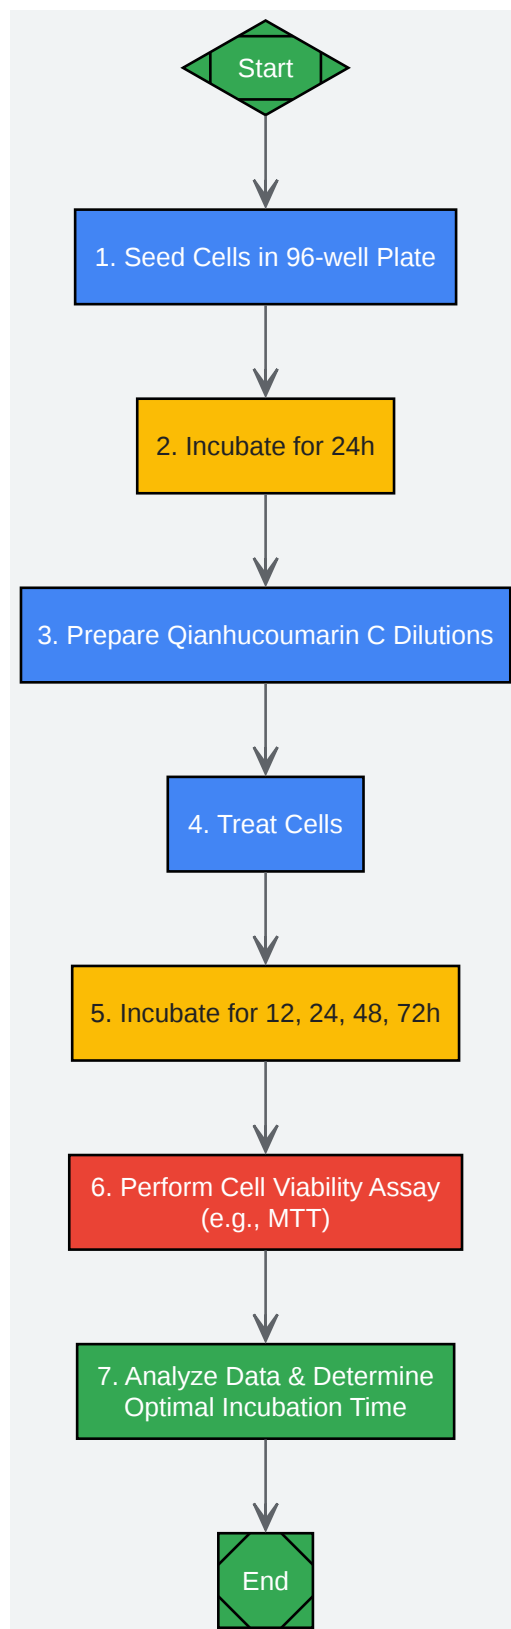 Start
1. Seed Cells in 96-well Plate
2. Incubate for 24h
3. Prepare Qianhucoumarin C Dilutions
4. Treat Cells
5. Incubate for 12, 24, 48, 72h
6. Perform Cell Viability Assay
(e.g., MTT)
7. Analyze Data & Determine
Optimal Incubation Time
End